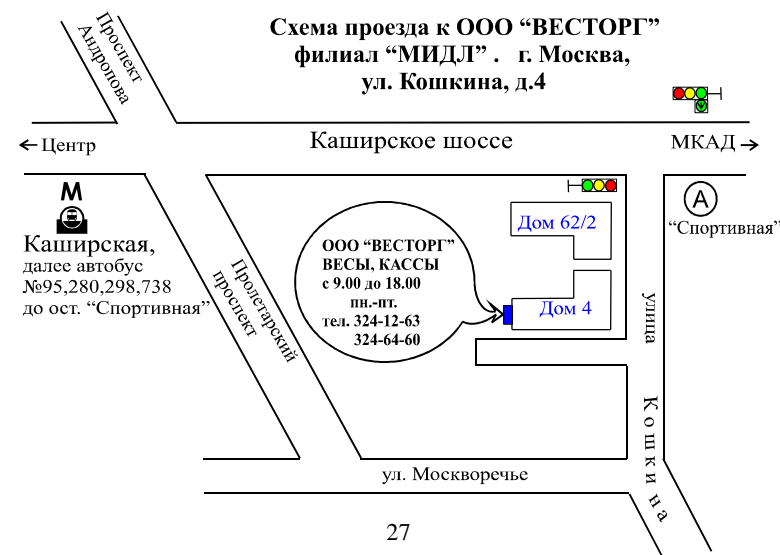 Схема проезда к ООО “ВЕСТОРГ”
филиал “МИДЛ” . г. Москва,
ул. Кошкина, д.4
Проспект
Андропова
← Центр
Каширское шоссе
МКАД →
М
Каширская,
далее автобус
№95,280,298,738
до ост. “Спортивная”
Пролетарский
проспект
ООО “ВЕСТОРГ”
ВЕСЫ, КАССЫ
с 9.00 до 18.00
пн.-пт.
тел. 324-12-63
324-64-60
Дом 62/2
Дом 4
А
“Спортивная”
улица Кошкина
ул. Москворечье
27